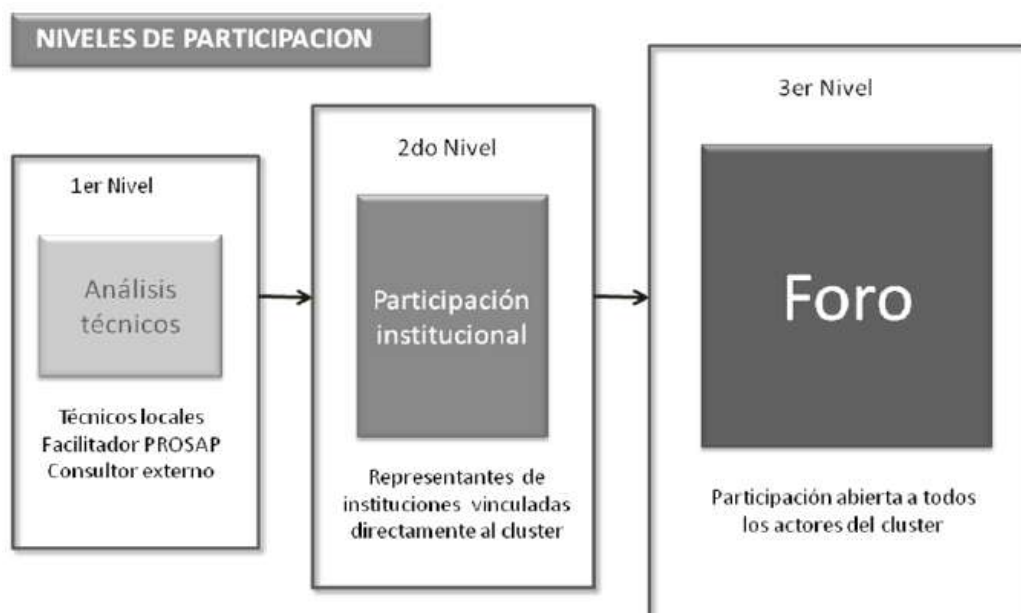 NIVELES DE PARTICIPACION
1er Nivel
Análisis
técnicos
Técnicos locales
Facilitador PROSAP
Consultor externo
2do Nivel
Participación
institucional
Representantes de
instituciones vinculadas
directamente al cluster
3er Nivel
Foro
Participación abierta a todos
los actores del cluster